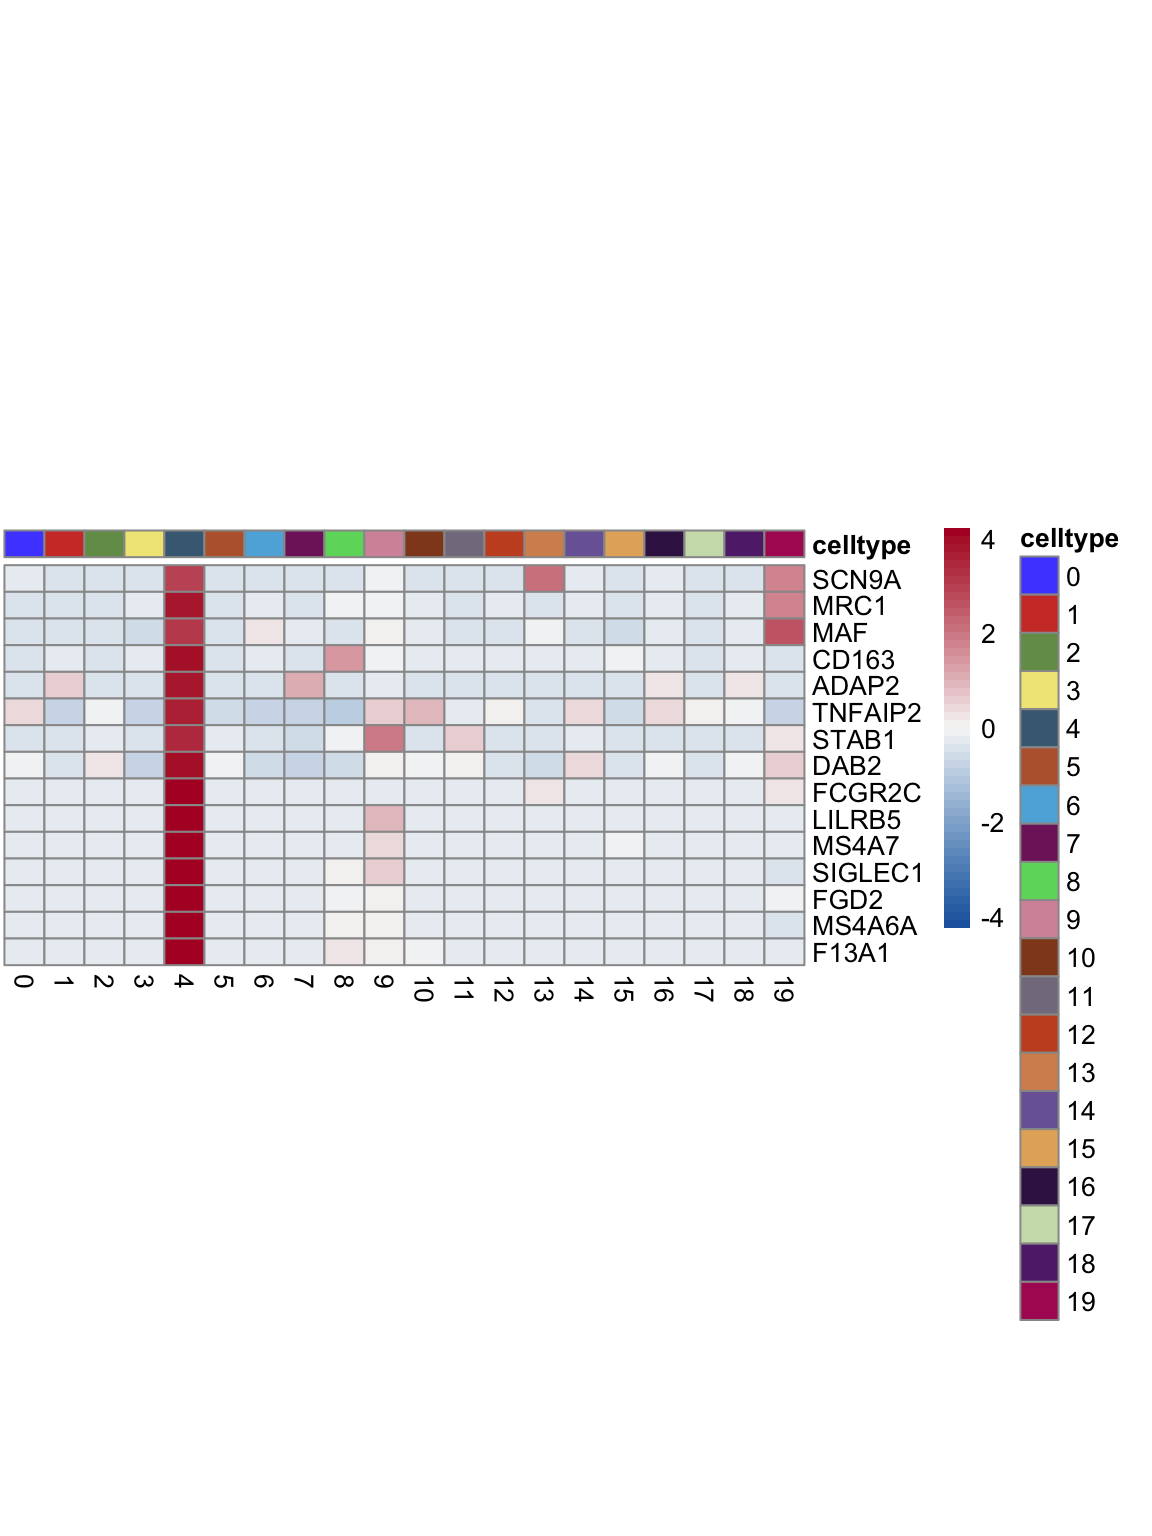 celltype
SCN9A
MRC1
MAF
CD163
ADAP2
TNFAIP2
STAB1
DAB2
FCGR2C
LILRB5
MS4A7
SIGLEC1
FGD2
MS4A6A
F13A1
0 1 2 3 4 5 6 7 8 9 10 11 12 13 14 15 16 17 18 19
4
2
0
-2
-4
celltype
0
1
2
3
4
5
6
7
8
9
10
11
12
13
14
15
16
17
18
19